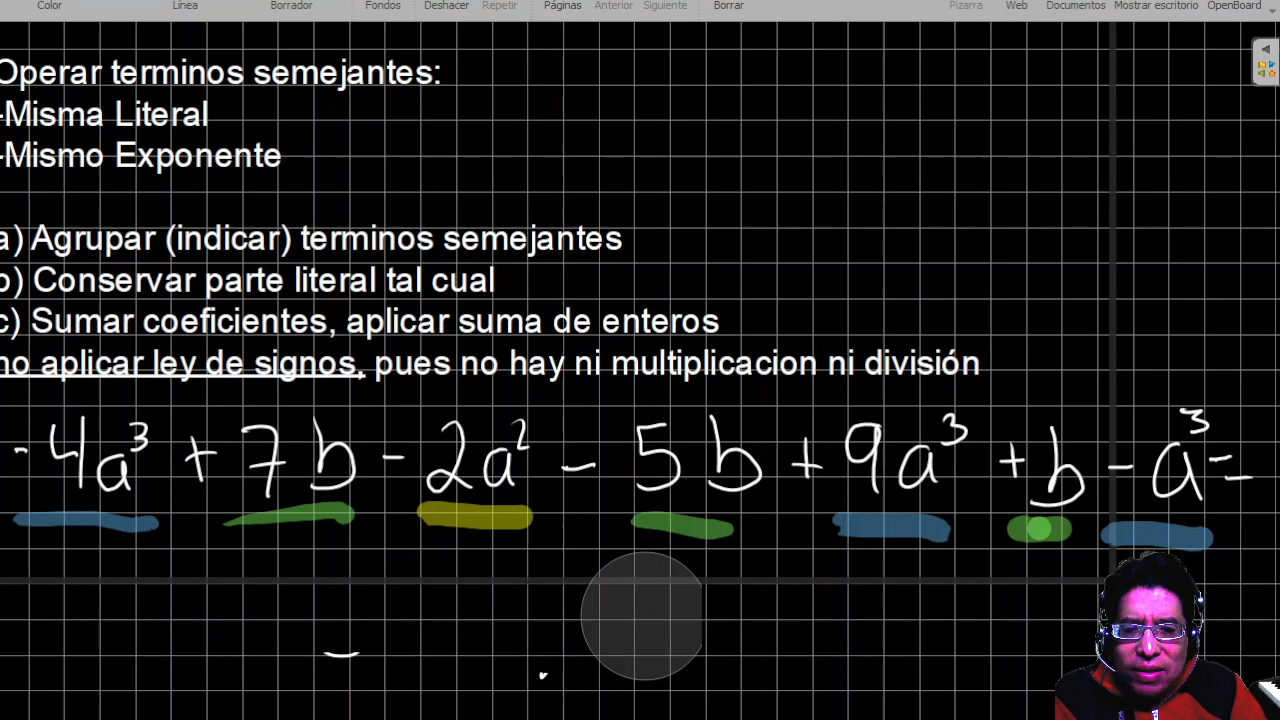 Color Línea Borrador Fondos Deshacer Repetir Páginas Anterior Siguiente Borrar Pizarra Web Documentos Mostrar escritorio OpenBoard
Operar terminos semejantes:
-Misma Literal
-Mismo Exponente
a) Agrupar (indicar) terminos semejantes
b) Conservar parte literal tal cual
c) Sumar coeficientes, aplicar suma de enteros
no aplicar ley de signos, pues no hay ni multiplicacion ni división
-4a³ + 7b - 2a² - 5b + 9a³ + b - a³ =